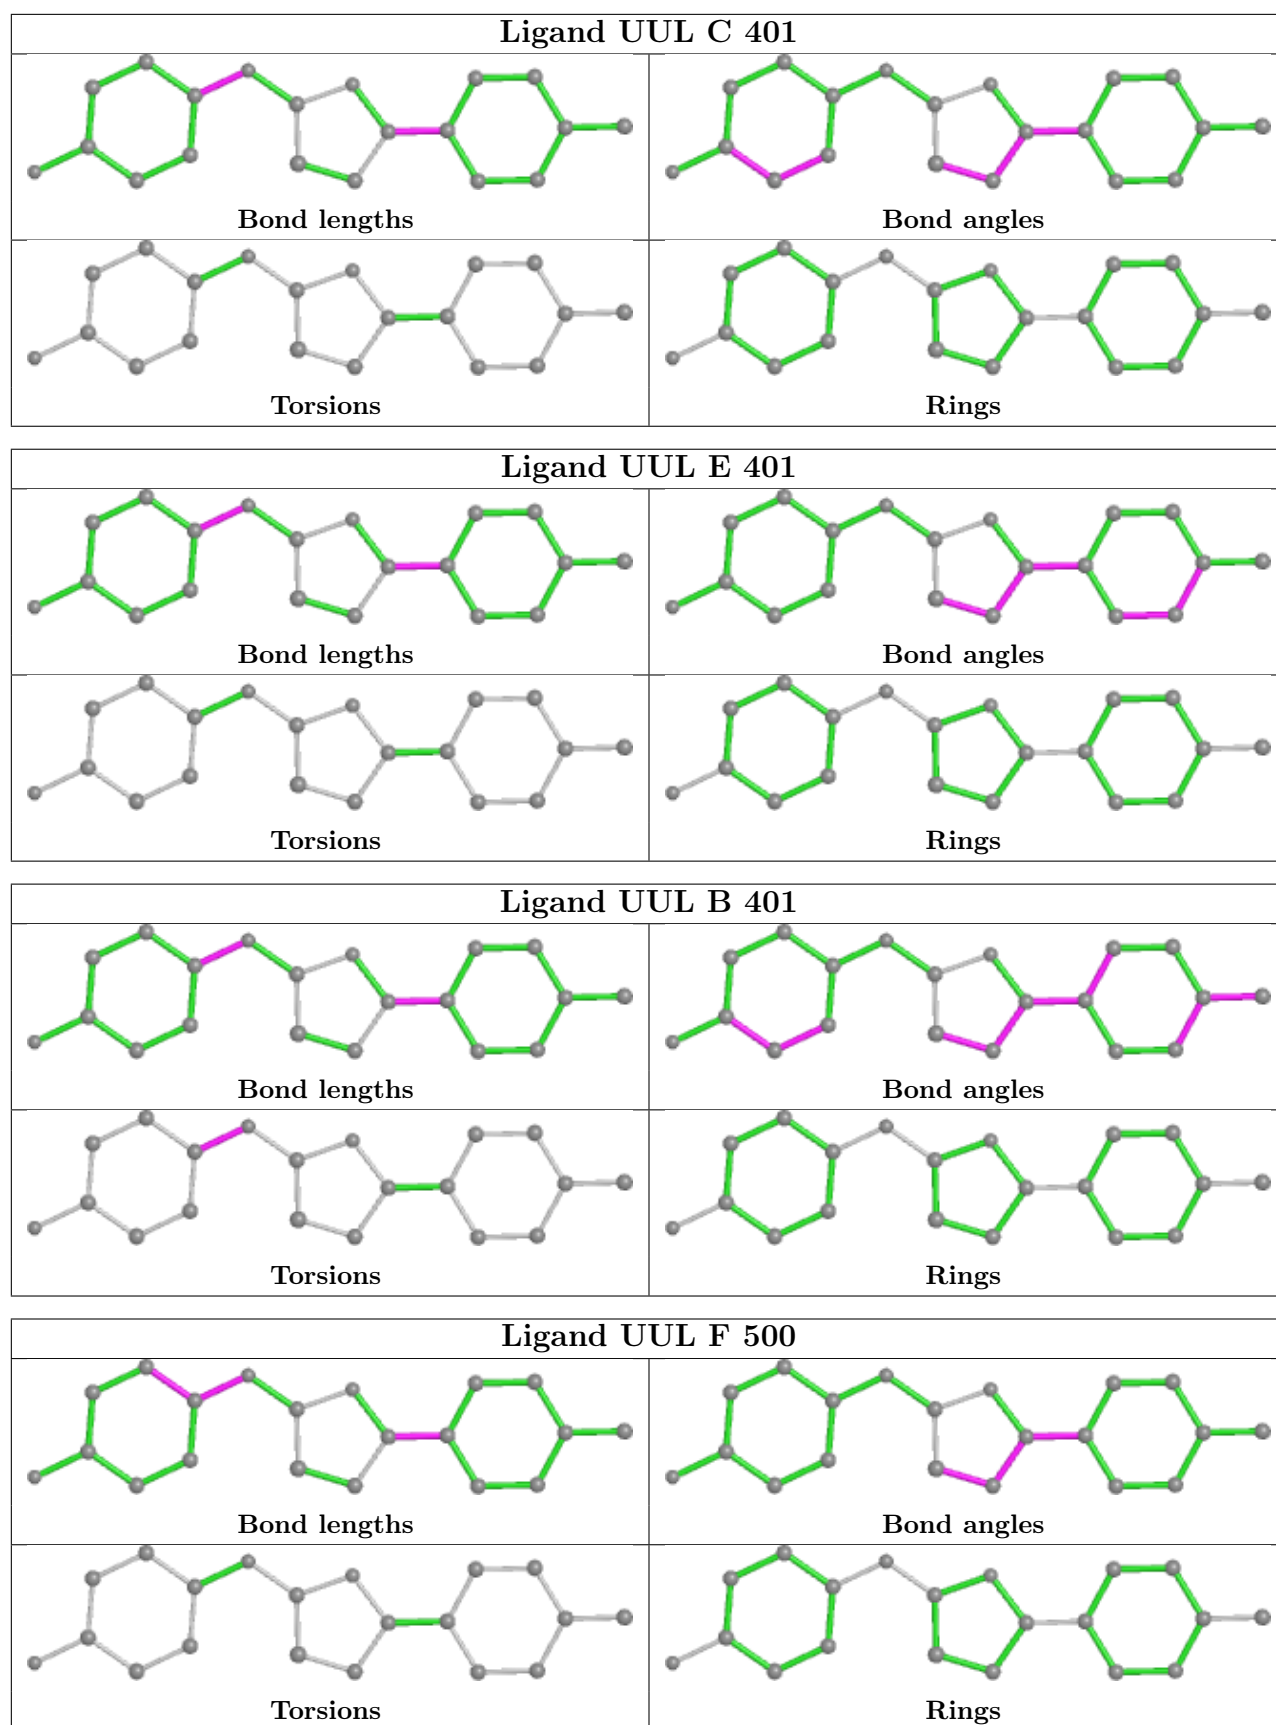 Ligand UUL C 401
Bond lengths
Bond angles
Torsions
Rings
Ligand UUL E 401
Bond lengths
Bond angles
Torsions
Rings
Ligand UUL B 401
Bond lengths
Bond angles
Torsions
Rings
Ligand UUL F 500
Bond lengths
Bond angles
Torsions
Rings